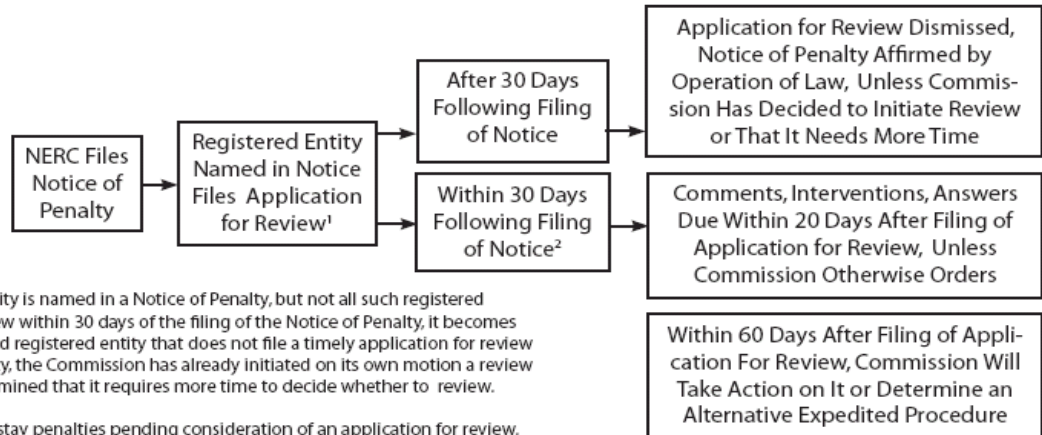 NERC Files
Notice of
Penalty
Registered Entity
Named in Notice
Files Application
for Review¹
After 30 Days
Following Filing
of Notice
Within 30 Days
Following Filing
of Notice²
Application for Review Dismissed,
Notice of Penalty Affirmed by
Operation of Law, Unless Commis-
sion Has Decided to Initiate Review
or That It Needs More Time
Comments, Interventions, Answers
Due Within 20 Days After Filing of
Application for Review, Unless
Commission Otherwise Orders
Within 60 Days After Filing of Appli-
cation For Review, Commission Will
Take Action on It or Determine an
Alternative Expedited Procedure
is named in a Notice of Penalty, but not all such registered
within 30 days of the filing of the Notice of Penalty, it becomes
registered entity that does not file a timely application for review
the Commission has already initiated on its own motion a review
that it requires more time to decide whether to review.
stay penalties pending consideration of an application for review.